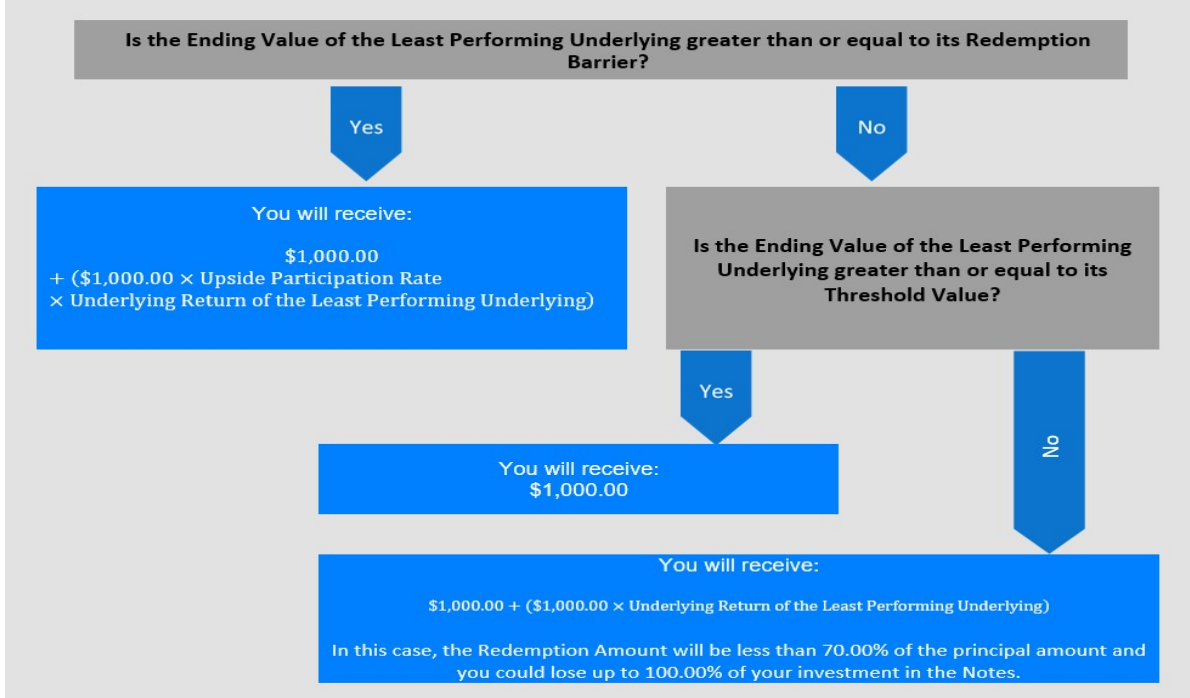 Is the Ending Value of the Least Performing Underlying greater than or equal to its Redemption
Barrier?
Yes
No
You will receive:
$1,000.00
+ ($1,000.00 × Upside Participation Rate
× Underlying Return of the Least Performing Underlying)
Is the Ending Value of the Least Performing
Underlying greater than or equal to its
Threshold Value?
Yes
No
You will receive:
$1,000.00
You will receive:
$1,000.00 + ($1,000.00 × Underlying Return of the Least Performing Underlying)
In this case, the Redemption Amount will be less than 70.00% of the principal amount and
you could lose up to 100.00% of your investment in the Notes.